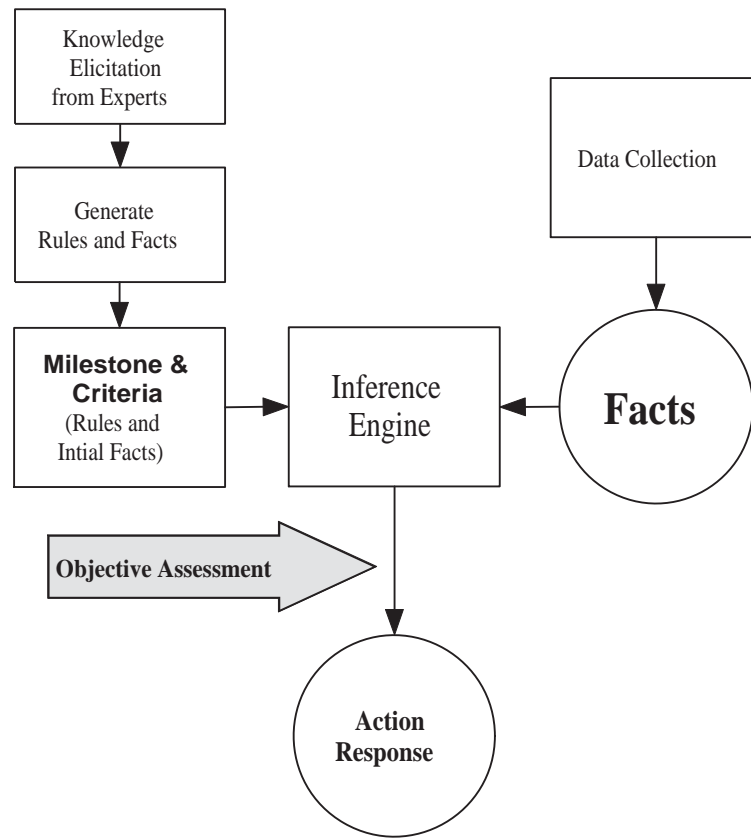 Knowledge
Elicitation
from Experts
Data Collection
Generate
Rules and Facts
Milestone &
Criteria
(Rules and
Intial Facts)
Inference
Engine
Facts
Objective Assessment
Action
Response